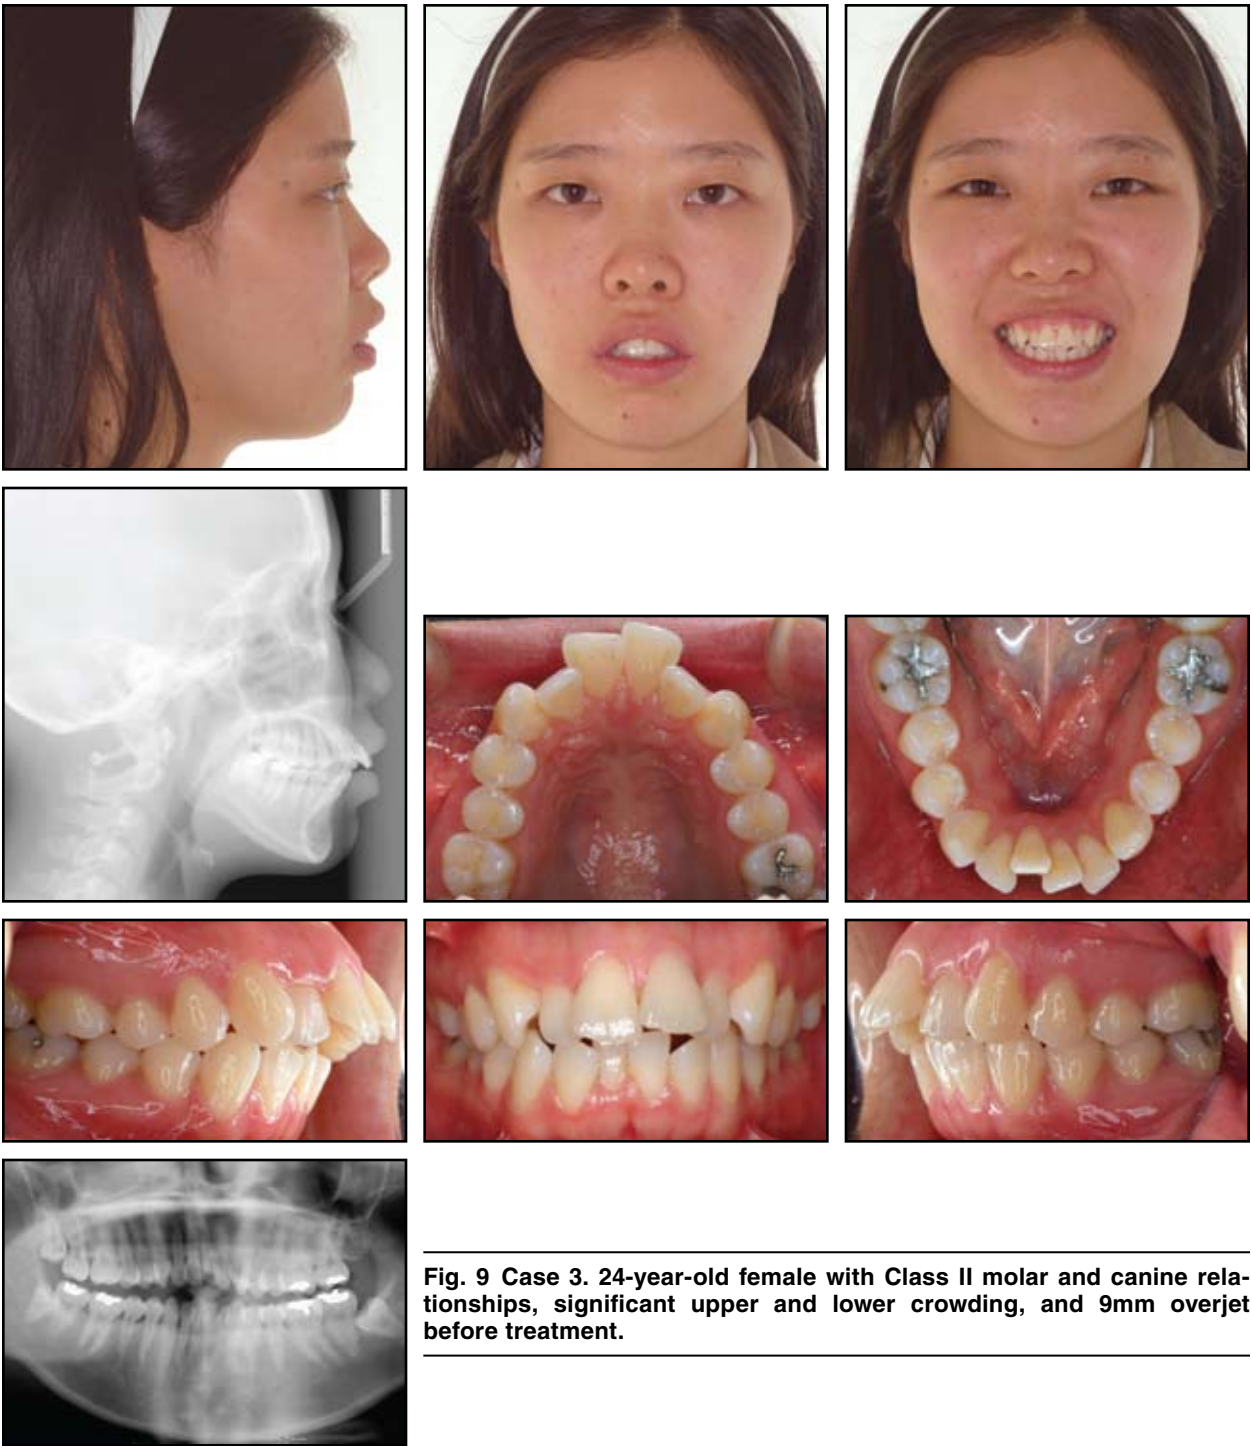 Fig. 9 Case 3. 24-year-old female with Class II molar and canine rela-
tionships, significant upper and lower crowding, and 9mm overjet
before treatment.